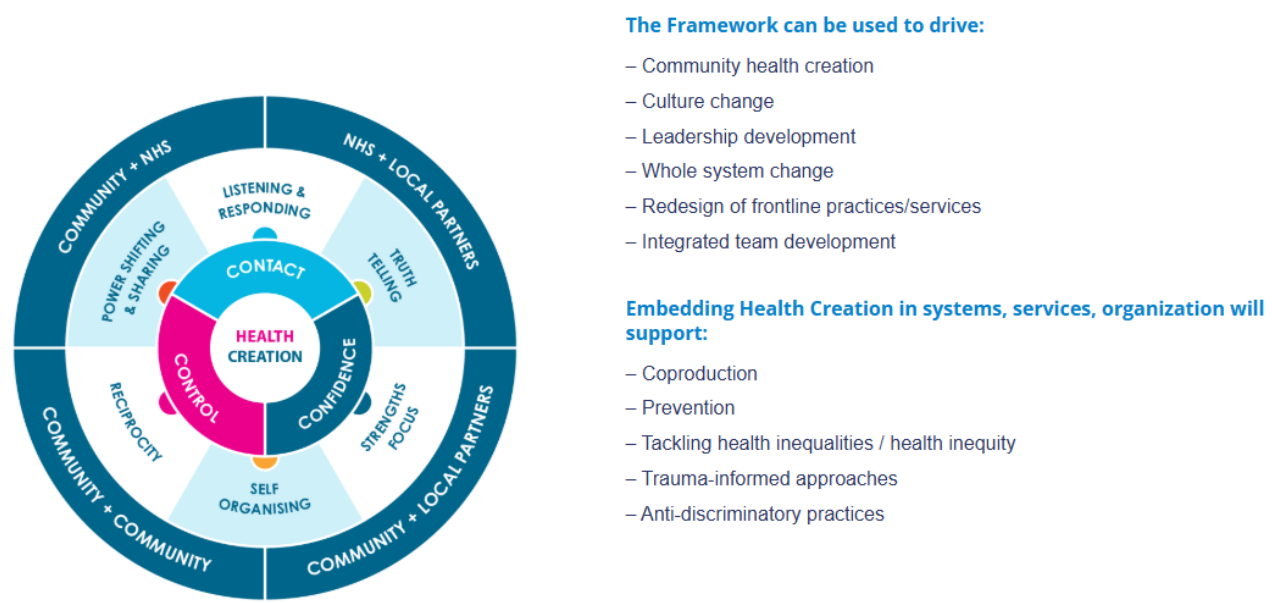 COMMUNITY + NHS
NHS + LOCAL PARTNERS
COMMUNITY + LOCAL PARTNERS
COMMUNITY + COMMUNITY
LISTENING &
RESPONDING
TRUTH
TELLING
STRENGTHS
FOCUS
SELF
ORGANISING
RECIPROCITY
POWER SHIFTING
& SHARING
CONTACT
CONFIDENCE
CONTROL
HEALTH
CREATION
The Framework can be used to drive:
– Community health creation
– Culture change
– Leadership development
– Whole system change
– Redesign of frontline practices/services
– Integrated team development
Embedding Health Creation in systems, services, organization will
support:
– Coproduction
– Prevention
– Tackling health inequalities / health inequity
– Trauma-informed approaches
– Anti-discriminatory practices